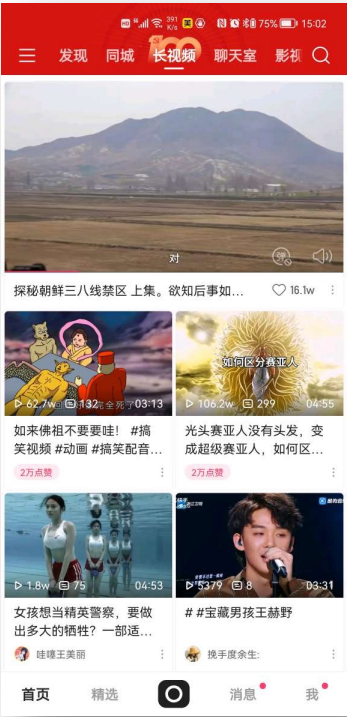 HD 5G 391 K/s 75% 15:02
发现 同城 长视频 聊天室 影视
对
探秘朝鲜三八线禁区 上集。欲知后事如...
16.1w
如何区分赛亚人
62.7w 132 03:13
106.2w 299 04:55
如来佛祖不要要哇! #搞
笑视频 #动画 #搞笑配音...
2万点赞
光头赛亚人没有头发，变
成超级赛亚人，如何区...
2万点赞
1.8w 75 04:53
5379 8 03:31
女孩想当精英警察，要做
出多大的牺牲？一部适...
哇噻王美丽
# #宝藏男孩王赫野
挽手度余生:
首页 精选 消息 我